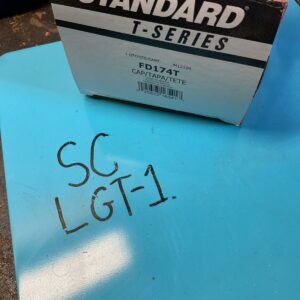 STANDARD
T-SERIES
FD174T
CAP/TAPA/TETE
SC
LGT-1